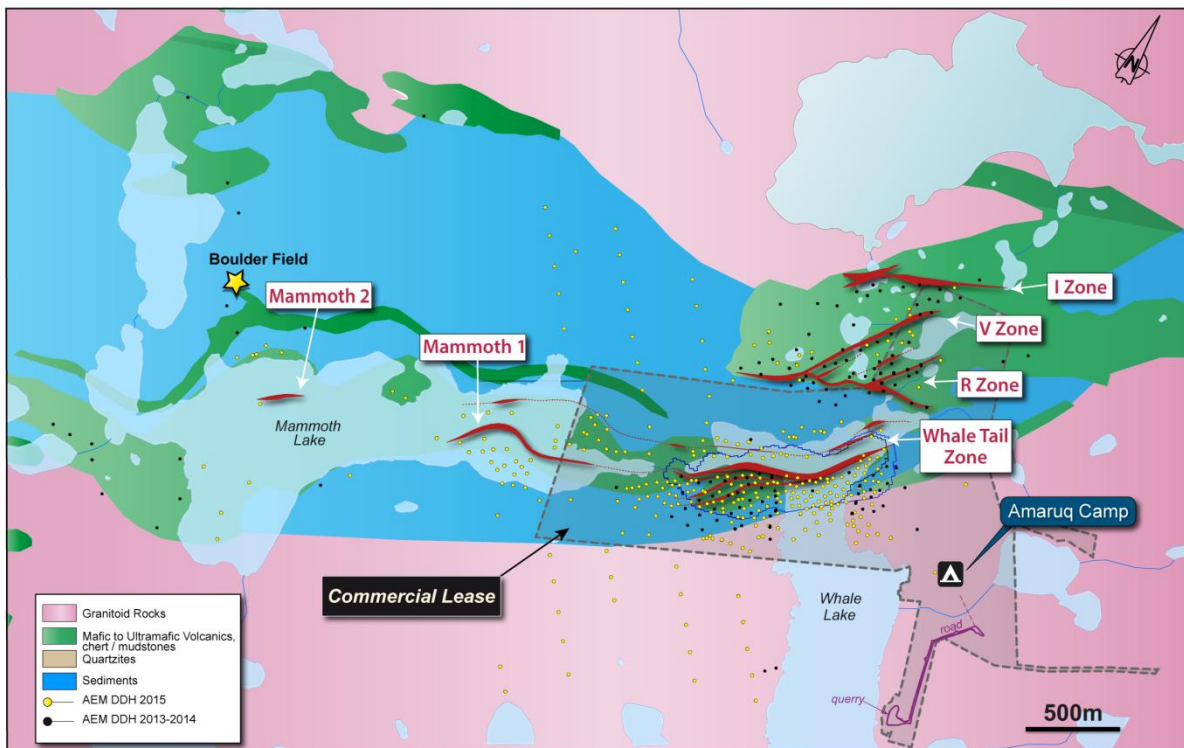 N
Boulder Field
Mammoth 2
Mammoth 1
I Zone
V Zone
R Zone
Mammoth
Lake
Whale Tail
Zone
Amaruq Camp
Commercial Lease
Whale
Lake
road
querry
500m
Granitoid Rocks
Mafic to Ultramafic Volcanics,
chert / mudstones
Quartzites
Sediments
AEM DDH 2015
AEM DDH 2013-2014